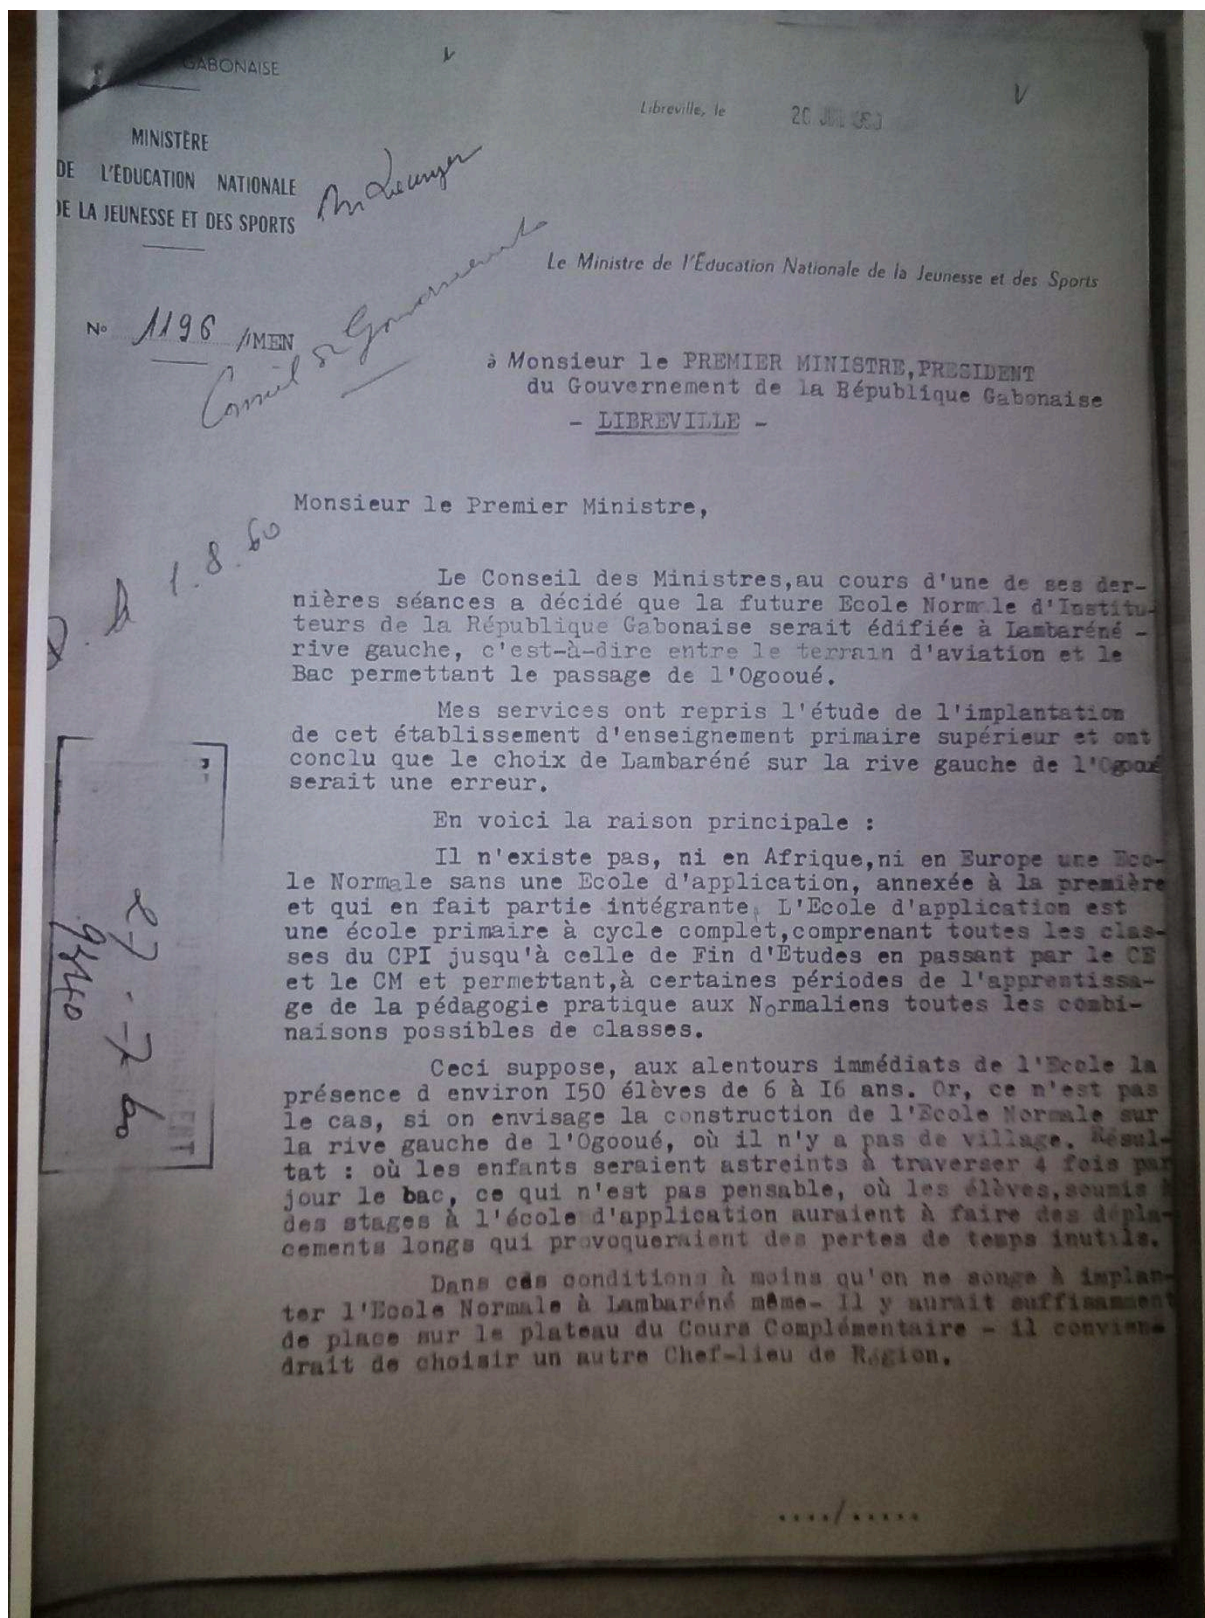 GABONAISE
Libreville, le 20
MINISTÈRE
DE L'ÉDUCATION NATIONALE
DE LA JEUNESSE ET DES SPORTS
Le Ministre de l'Éducation Nationale de la Jeunesse et des Sports
N° 1196 /MEN
Conseil de Gouvernement
à Monsieur le PREMIER MINISTRE,PRESIDENT
du Gouvernement de la République Gabonaise
- LIBREVILLE -
Monsieur le Premier Ministre,
1.8.60
Le Conseil des Ministres,au cours d'une de ses der-
nières séances a décidé que la future Ecole Normale d'Institu-
teurs de la République Gabonaise serait édifiée à Lambaréné -
rive gauche, c'est-à-dire entre le terrain d'aviation et le
Bac permettant le passage de l'Ogooué.
Mes services ont repris l'étude de l'implantation
de cet établissement d'enseignement primaire supérieur et ont
conclu que le choix de Lambaréné sur la rive gauche de l'Ogooué
serait une erreur.
En voici la raison principale :
Il n'existe pas, ni en Afrique,ni en Europe une Eco-
le Normale sans une Ecole d'application, annexée à la première
et qui en fait partie intégrante. L'Ecole d'application est
une école primaire à cycle complet,comprenant toutes les clas-
ses du CPI jusqu'à celle de Fin d'Etudes en passant par le CE
et le CM et permettant,à certaines périodes de l'apprentissa-
ge de la pédagogie pratique aux Normaliens toutes les combi-
naisons possibles de classes.
27-7 60
Ceci suppose, aux alentours immédiats de l'Ecole la
présence d environ I50 élèves de 6 à I6 ans. Or, ce n'est pas
le cas, si on envisage la construction de l'Ecole Normale sur
la rive gauche de l'Ogooué, où il n'y a pas de village. Résul-
tat : où les enfants seraient astreints à traverser 4 fois par
jour le bac, ce qui n'est pas pensable, où les élèves,soumis à
des stages à l'école d'application auraient à faire des dépla-
cements longs qui provoqueraient des pertes de temps inutils.
Dans ces conditions à moins qu'on ne songe à implan-
ter l'Ecole Normale à Lambaréné même- Il y aurait suffisamment
de place sur le plateau du Cours Complémentaire - il convien-
drait de choisir un autre Chef-lieu de Région.
..../.....